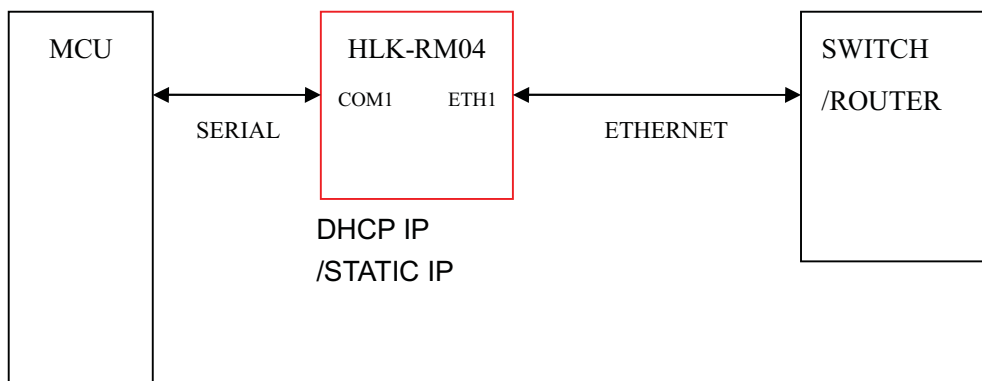 MCU
HLK-RM04
SWITCH
/ROUTER
COM1
ETH1
SERIAL
ETHERNET
DHCP IP
/STATIC IP